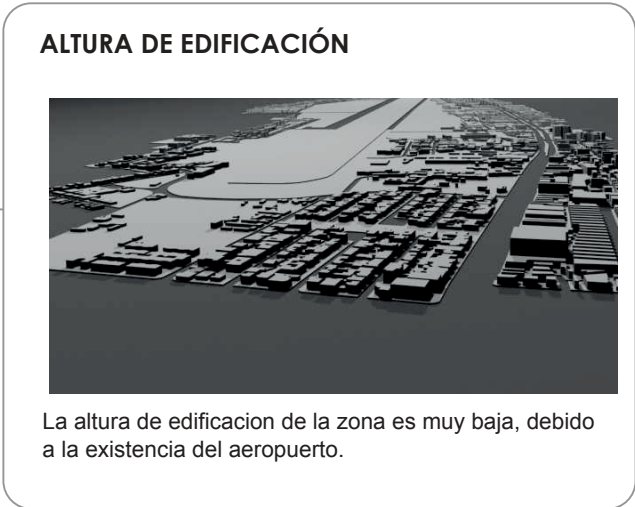 ALTURA DE EDIFICACIÓN
La altura de edificacion de la zona es muy baja, debido
a la existencia del aeropuerto.